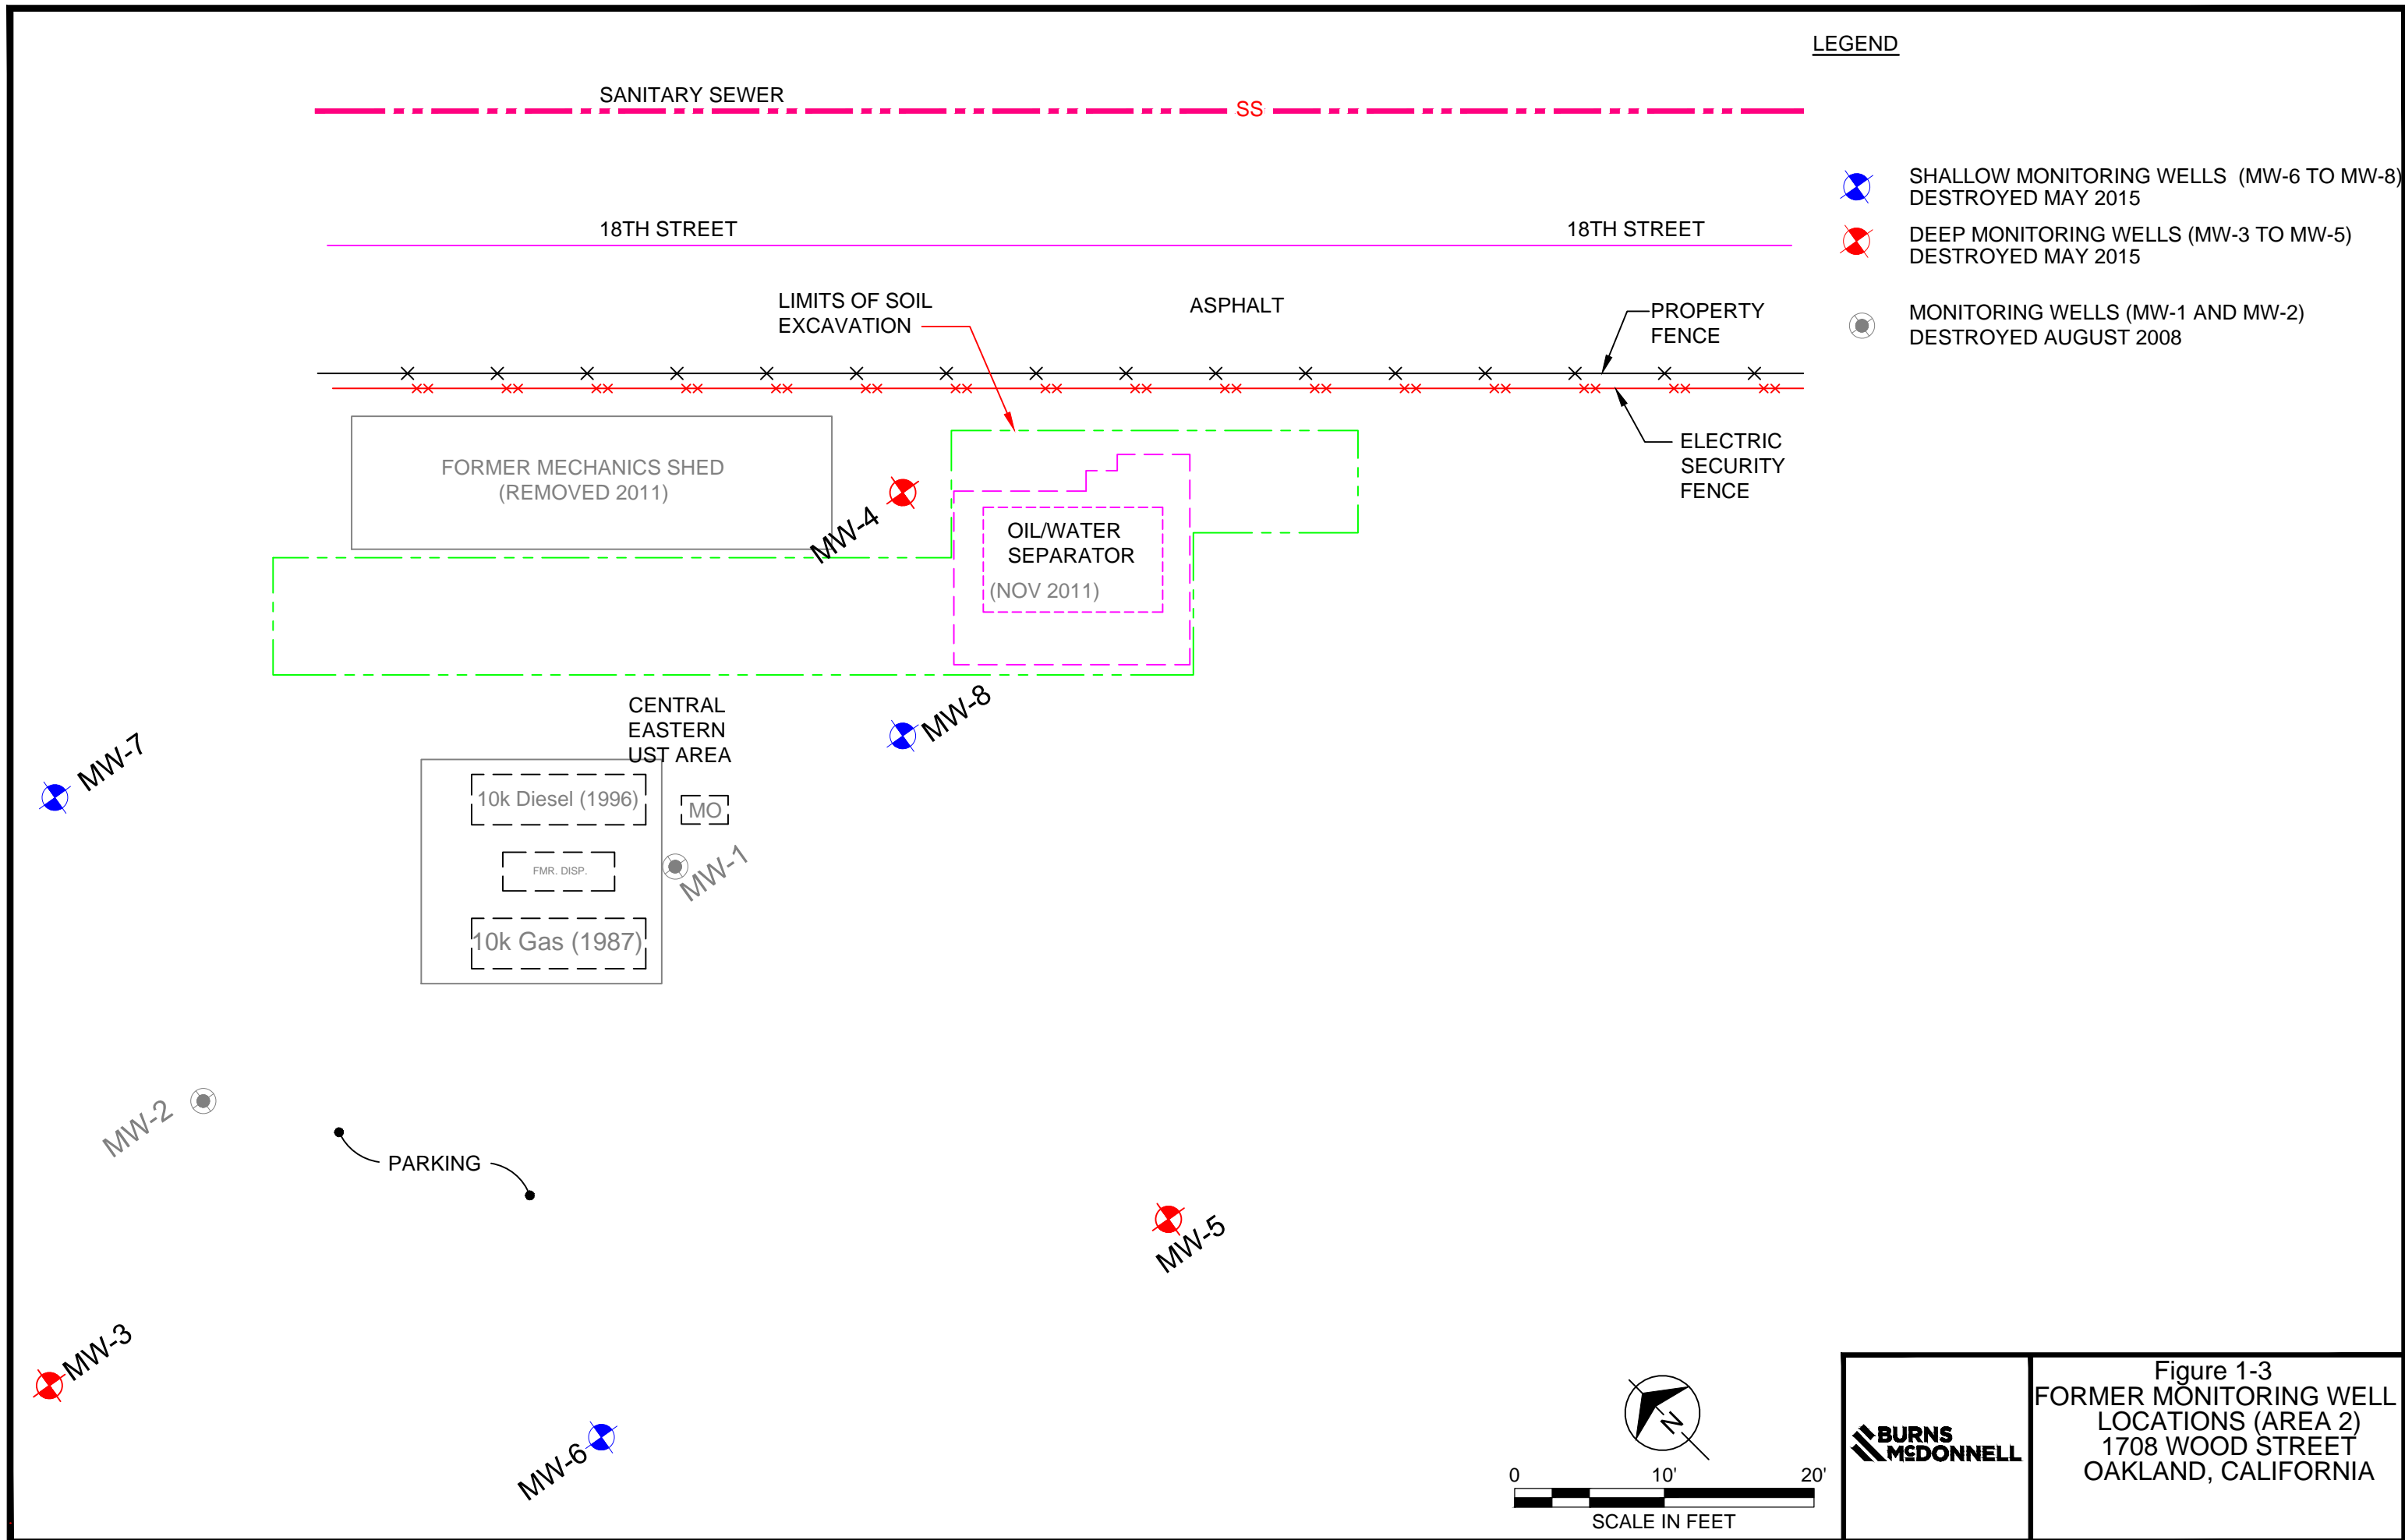 LEGEND
SANITARY SEWER
SS
SHALLOW MONITORING WELLS (MW-6 TO MW-8)
DESTROYED MAY 2015
18TH STREET
18TH STREET
DEEP MONITORING WELLS (MW-3 TO MW-5)
DESTROYED MAY 2015
LIMITS OF SOIL
EXCAVATION
ASPHALT
PROPERTY
FENCE
MONITORING WELLS (MW-1 AND MW-2)
DESTROYED AUGUST 2008
ELECTRIC
SECURITY
FENCE
FORMER MECHANICS SHED
(REMOVED 2011)
MW-4
OIL/WATER
SEPARATOR
(NOV 2011)
CENTRAL
EASTERN
UST AREA
MW-8
MW-7
10k Diesel (1996)
MO
FMR. DISP.
MW-1
10k Gas (1987)
MW-2
PARKING
MW-5
MW-3
MW-6
N
0 10' 20'
SCALE IN FEET
BURNS
MCDONNELL
Figure 1-3
FORMER MONITORING WELL
LOCATIONS (AREA 2)
1708 WOOD STREET
OAKLAND, CALIFORNIA